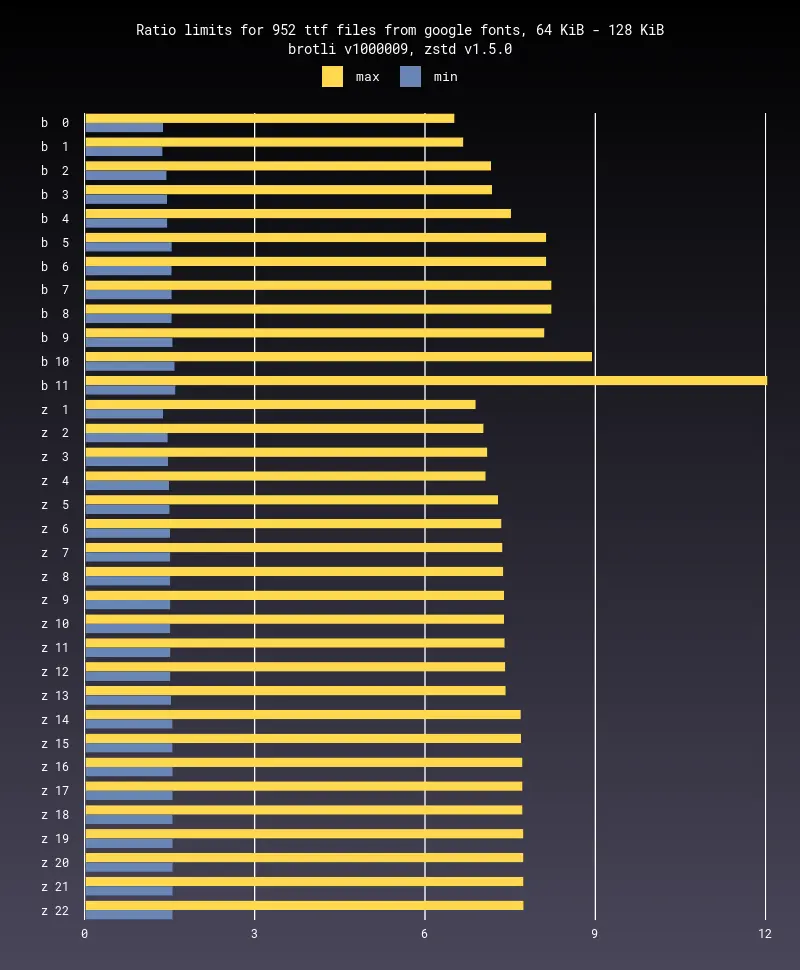 Ratio limits for 952 ttf files from google fonts, 64 KiB - 128 KiB
brotli v1000009, zstd v1.5.0
max min
b 0
b 1
b 2
b 3
b 4
b 5
b 6
b 7
b 8
b 9
b 10
b 11
z 1
z 2
z 3
z 4
z 5
z 6
z 7
z 8
z 9
z 10
z 11
z 12
z 13
z 14
z 15
z 16
z 17
z 18
z 19
z 20
z 21
z 22
0 3 6 9 12